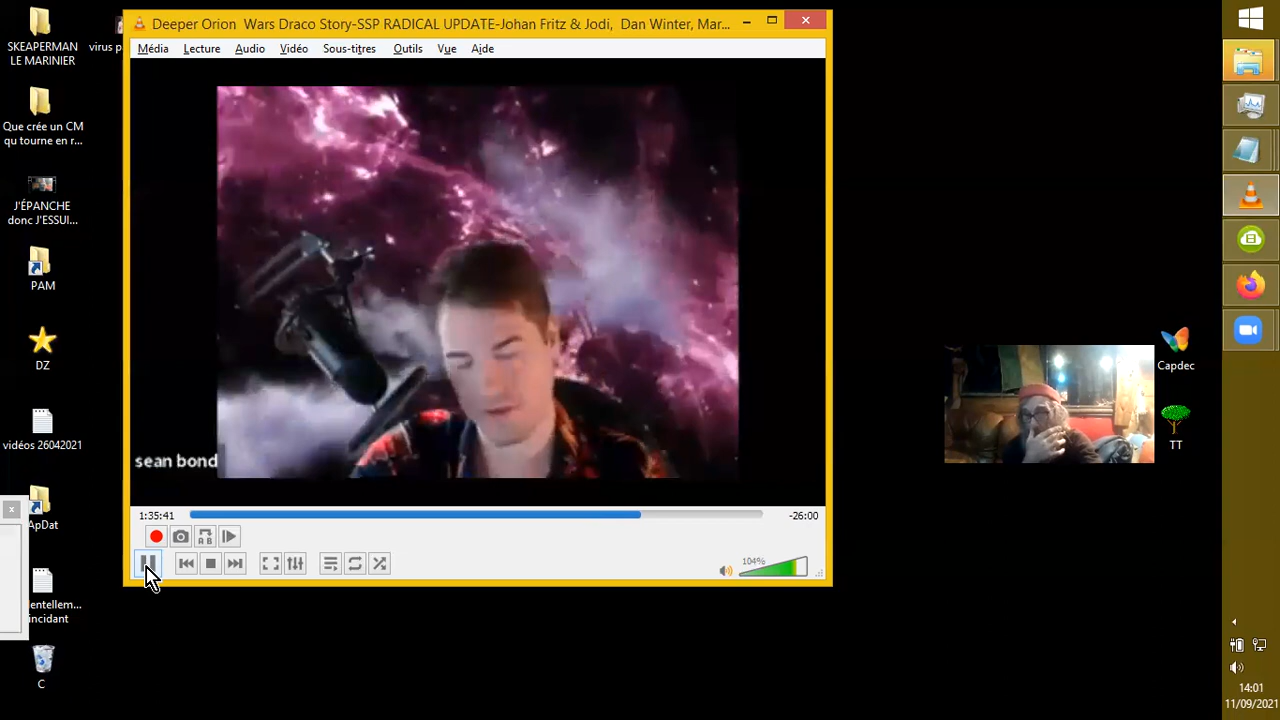 SKEAPERMAN
LE MARINIER
virus p
Que crée un CM
qu tourne en r...
J'ÉPANCHE
donc J'ESSUI...
PAM
DZ
vidéos 26042021
x
ApDat
entellem...
incidant
C
Deeper Orion Wars Draco Story-SSP RADICAL UPDATE-Johan Fritz & Jodi, Dan Winter, Mar...
Média Lecture Audio Vidéo Sous-titres Outils Vue Aide
sean bond
1:35:41
-26:00
A B
104%
Capdec
TT
14:01
11/09/2021